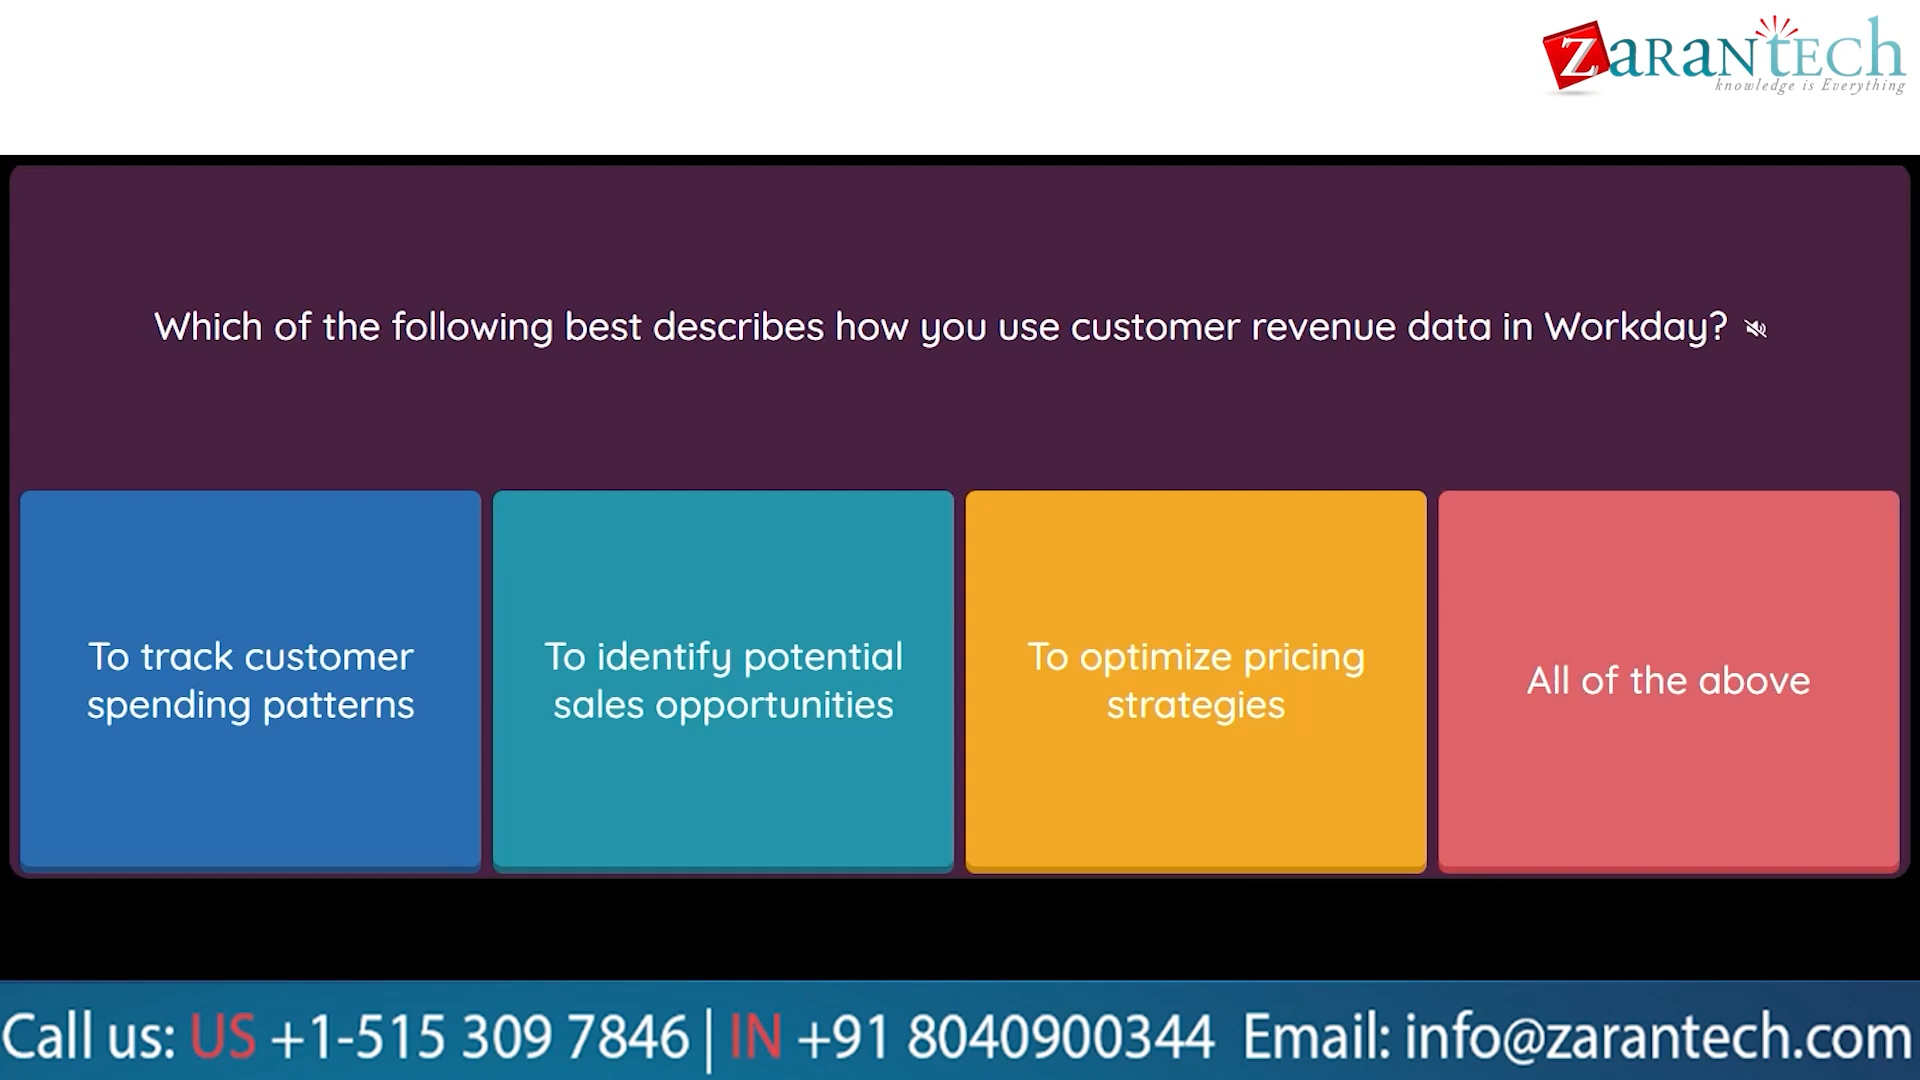 ZARANTECH
knowledge is Everything
Which of the following best describes how you use customer revenue data in Workday?
To track customer
spending patterns
To identify potential
sales opportunities
To optimize pricing
strategies
All of the above
Call us: US +1-515 309 7846 | IN +91 8040900344 Email: info@zarantech.com